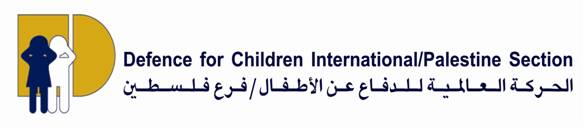 Defence for Children International/Palestine Section
الحركة العالمية للدفاع عن الأطفال/فرع فلسطين